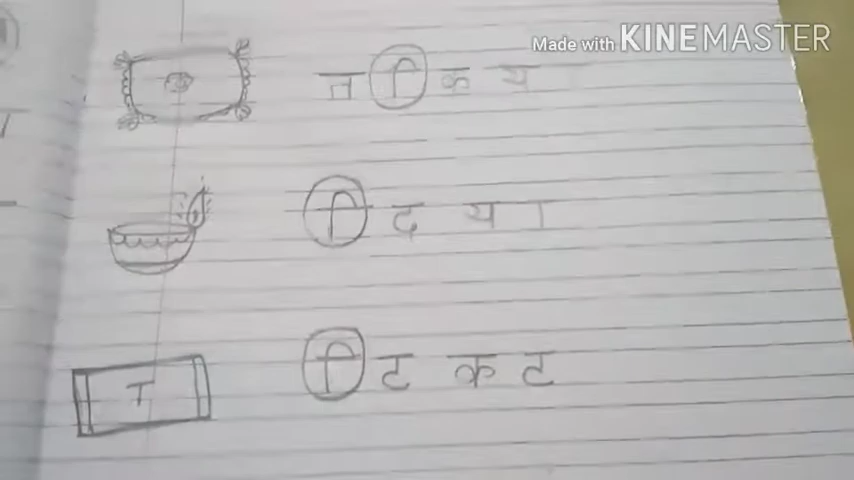 Made with KINEMASTER
त ि क य ा
ि द य ा
ि ट क ट
T